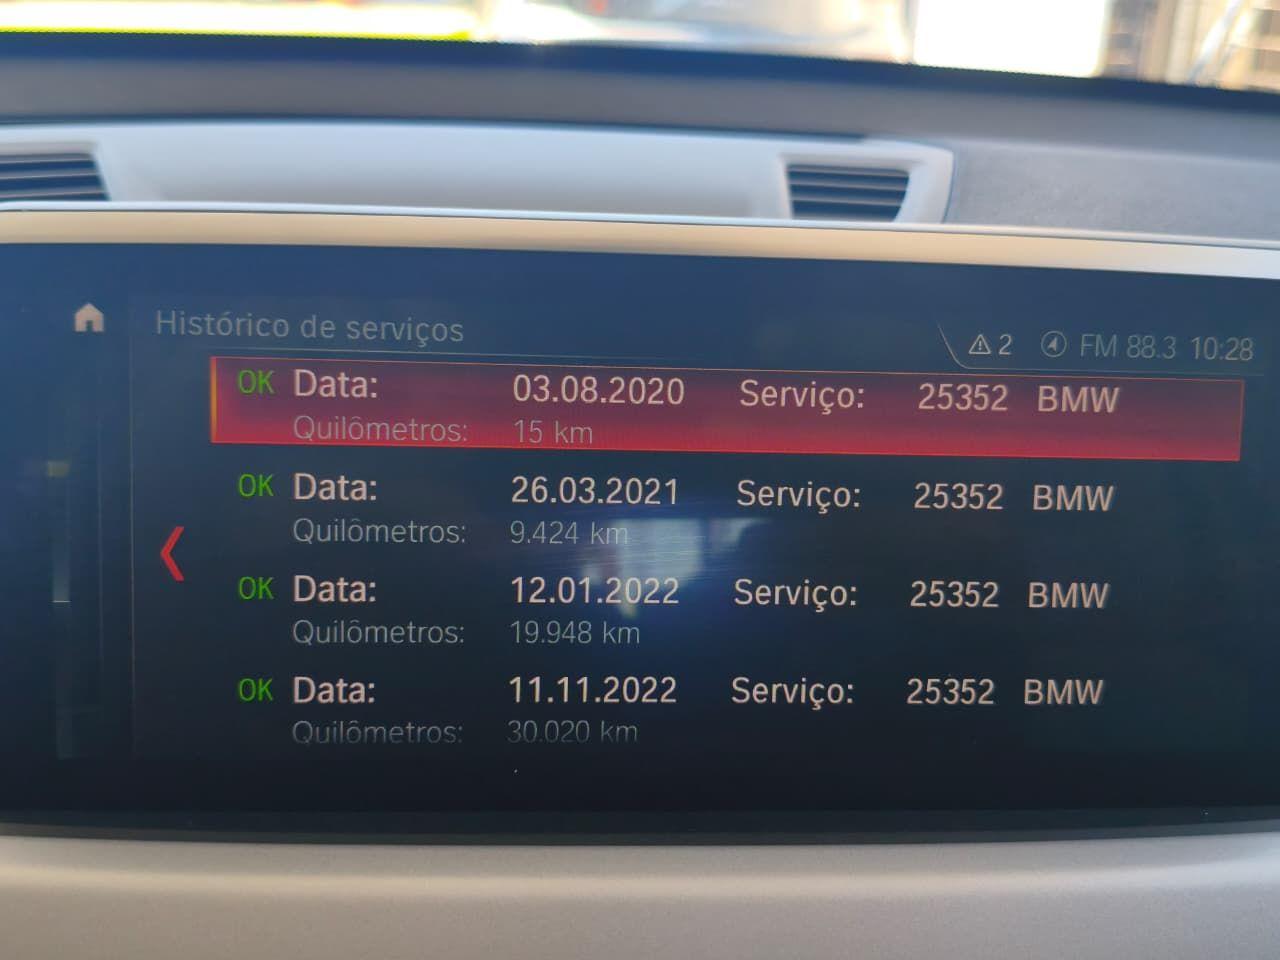 Histórico de serviços
2 FM 88.3 10:28
OK Data: 03.08.2020 Serviço: 25352 BMW
Quilômetros: 15 km
OK Data: 26.03.2021 Serviço: 25352 BMW
Quilômetros: 9.424 km
OK Data: 12.01.2022 Serviço: 25352 BMW
Quilômetros: 19.948 km
OK Data: 11.11.2022 Serviço: 25352 BMW
Quilômetros: 30.020 km